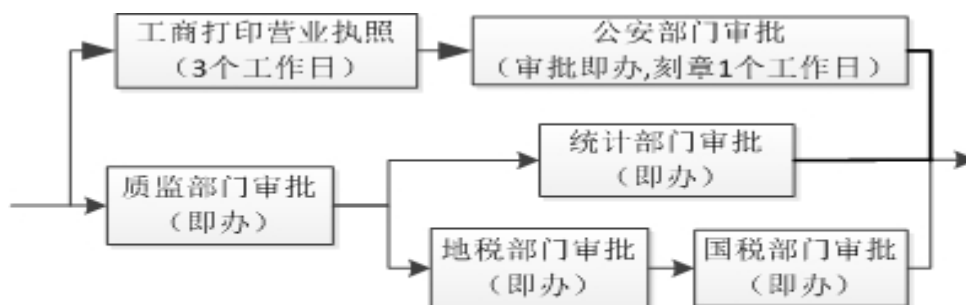 工商打印营业执照
（3个工作日）
公安部门审批
（审批即办,刻章1个工作日）
统计部门审批
（即办）
质监部门审批
（即办）
地税部门审批
（即办）
国税部门审批
（即办）